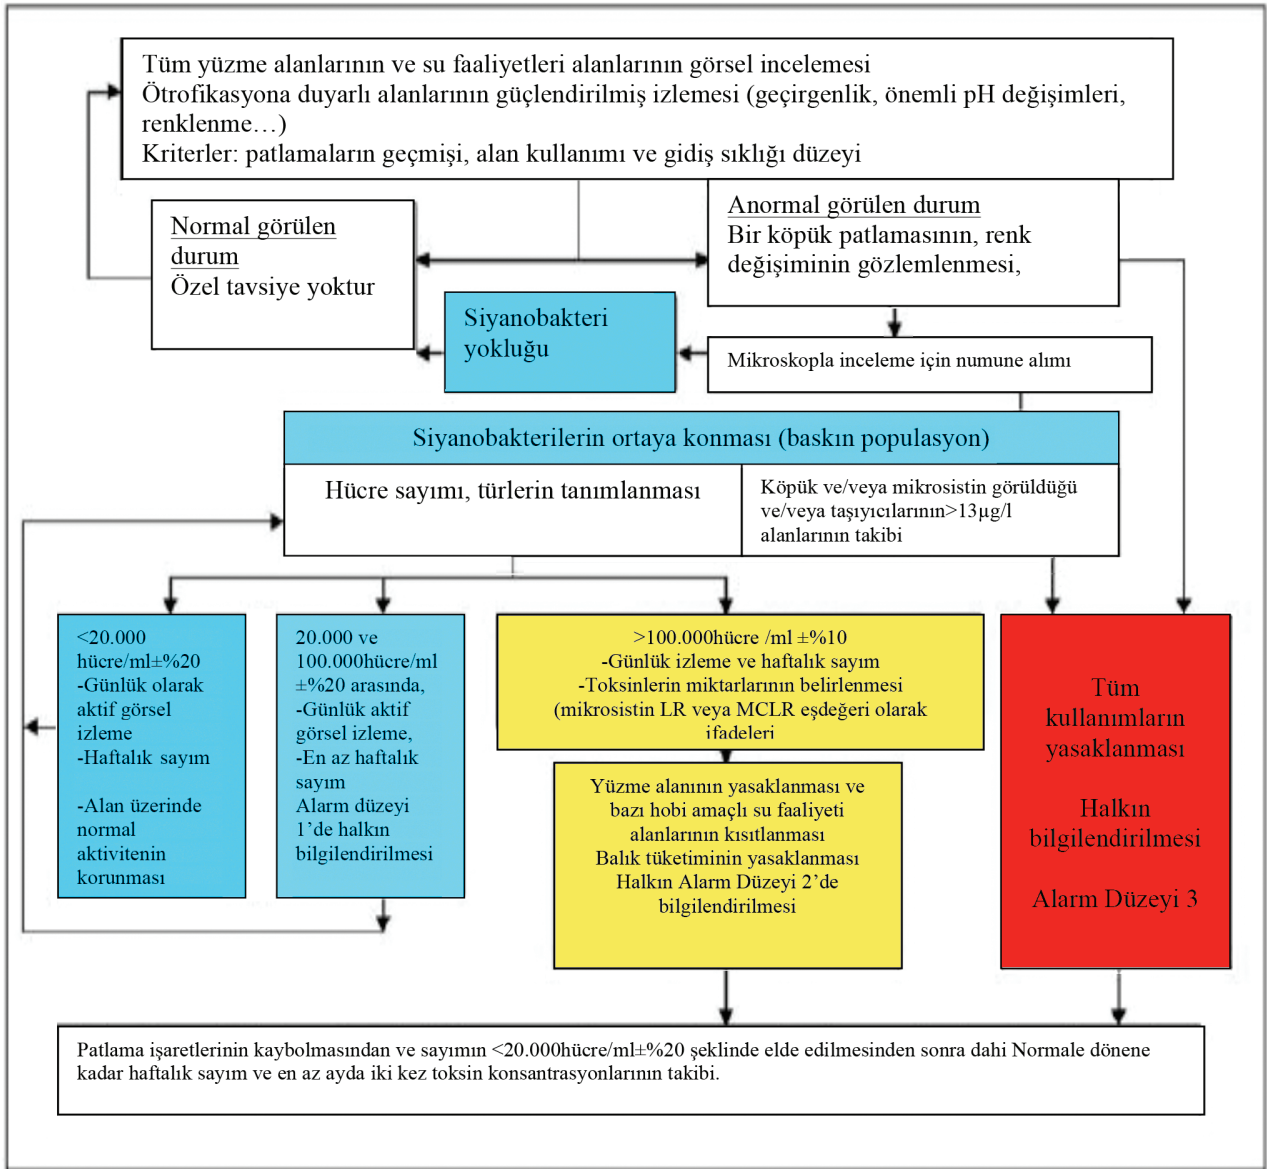 Tüm yüzme alanlarının ve su faaliyetleri alanlarının görsel incelemesi
Ötrofikasyona duyarlı alanlarının güçlendirilmiş izlemesi (geçirgenlik, önemli pH değişimleri,
renklenme…)
Kriterler: patlamaların geçmişi, alan kullanımı ve gidiş sıklığı düzeyi
Normal görülen
durum
Özel tavsiye yoktur
Anormal görülen durum
Bir köpük patlamasının, renk
değişiminin gözlemlenmesi,
Siyanobakteri
yokluğu
Mikroskopla inceleme için numune alımı
Siyanobakterilerin ortaya konması (baskın populasyon)
Hücre sayımı, türlerin tanımlanması
Köpük ve/veya mikrosistin görüldüğü
ve/veya taşıyıcılarının>13µg/l
alanlarının takibi
<20.000
hücre/ml±%20
-Günlük olarak
aktif görsel
izleme
-Haftalık sayım
-Alan üzerinde
normal
aktivitenin
korunması
20.000 ve
100.000hücre/ml
±%20 arasında,
-Günlük aktif
görsel izleme,
-En az haftalık
sayım
Alarm düzeyi
1’de halkın
bilgilendirilmesi
>100.000hücre /ml ±%10
-Günlük izleme ve haftalık sayım
-Toksinlerin miktarlarının belirlenmesi
(mikrosistin LR veya MCLR eşdeğeri olarak
ifadeleri
Yüzme alanının yasaklanması ve
bazı hobi amaçlı su faaliyeti
alanlarının kısıtlanması
Balık tüketiminin yasaklanması
Halkın Alarm Düzeyi 2’de
bilgilendirilmesi
Tüm
kullanımların
yasaklanması
Halkın
bilgilendirilmesi
Alarm Düzeyi 3
Patlama işaretlerinin kaybolmasından ve sayımın <20.000hücre/ml±%20 şeklinde elde edilmesinden sonra dahi Normale dönene
kadar haftalık sayım ve en az ayda iki kez toksin konsantrasyonlarının takibi.